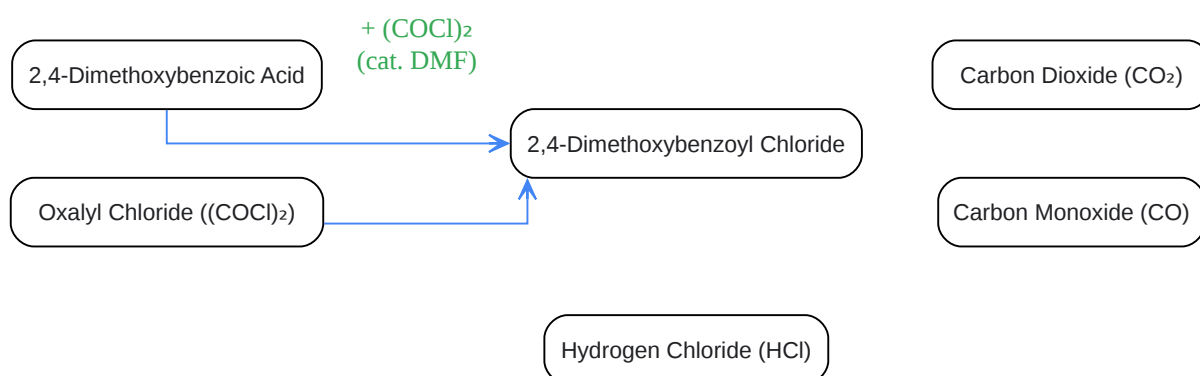 + (COCl)₂
(cat. DMF)
2,4-Dimethoxybenzoic Acid
Carbon Dioxide (CO₂)
2,4-Dimethoxybenzoyl Chloride
Oxalyl Chloride ((COCl)₂)
Carbon Monoxide (CO)
Hydrogen Chloride (HCl)